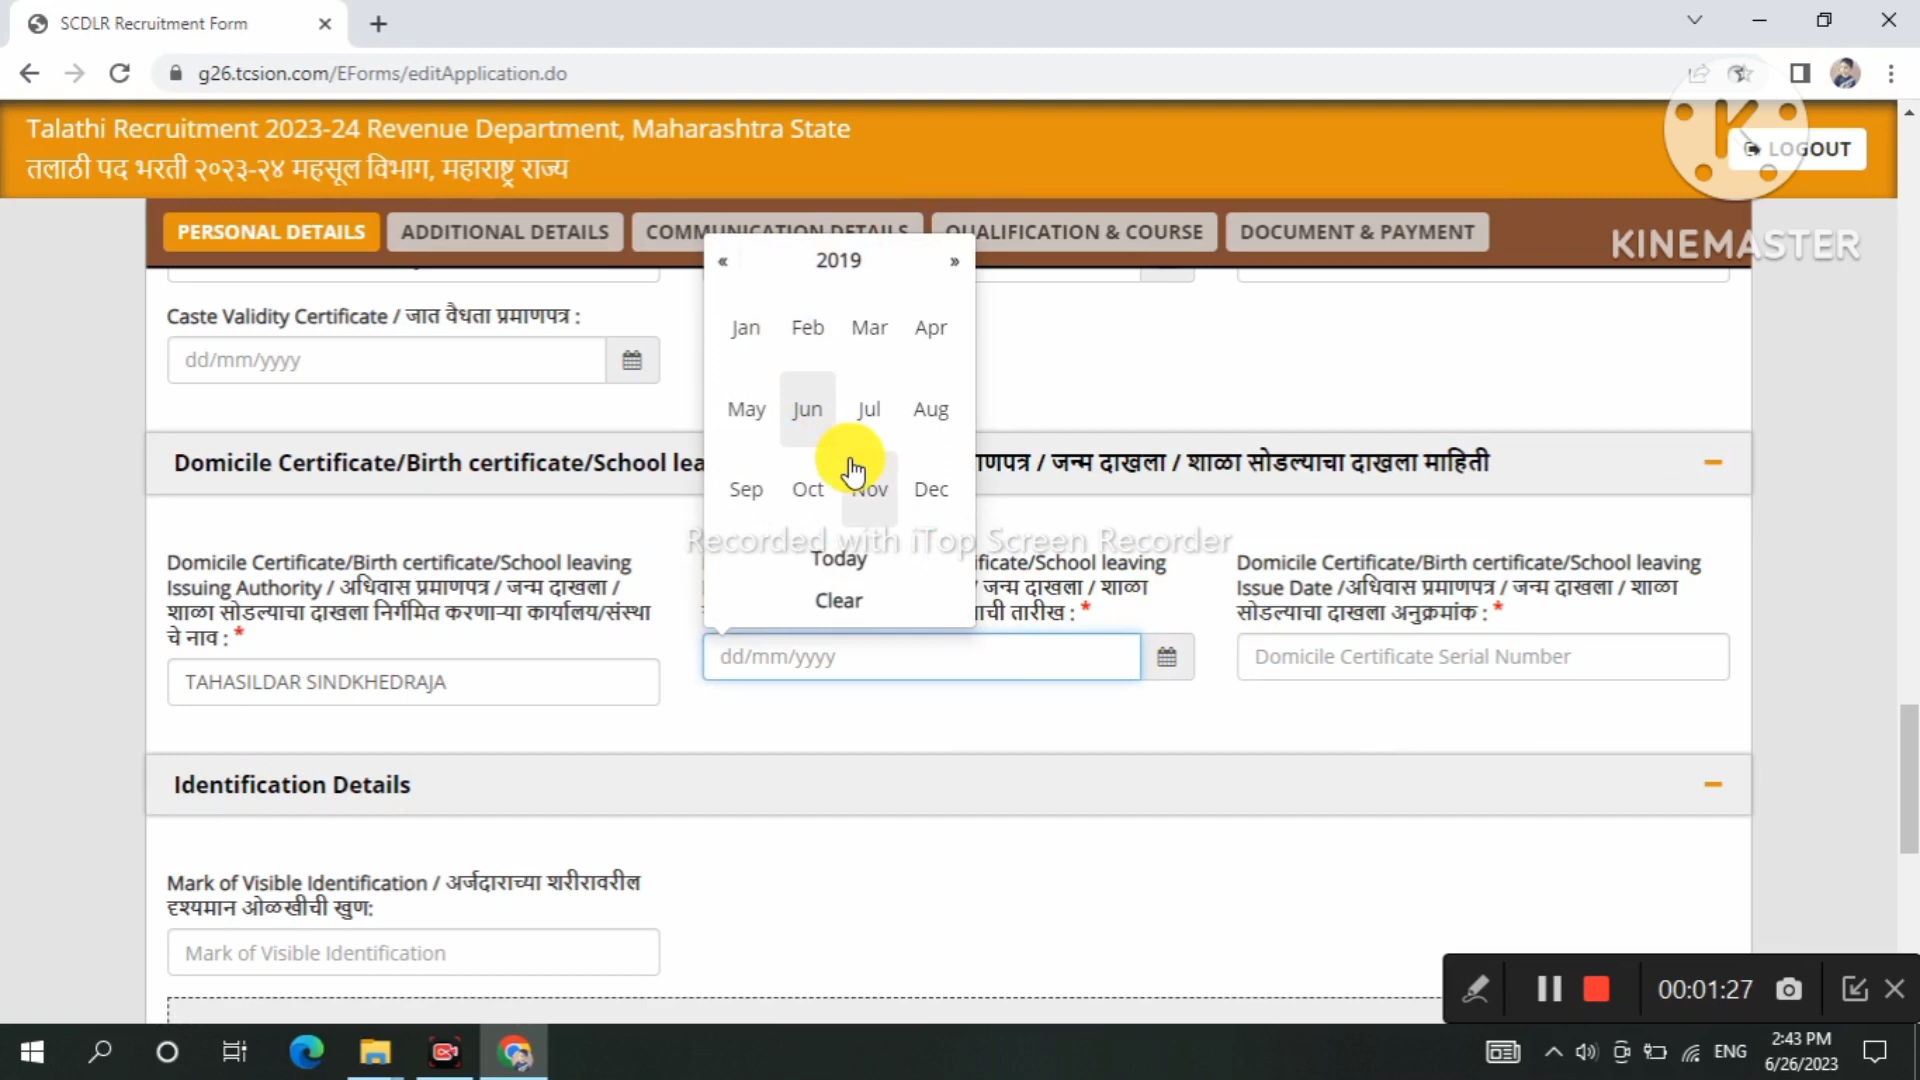 SCDLR Recruitment Form
g26.tcsion.com/EForms/editApplication.do
Talathi Recruitment 2023-24 Revenue Department, Maharashtra State
तलाठी पद भरती २०२३-२४ महसूल विभाग, महाराष्ट्र राज्य
LOGOUT
KINEMASTER
PERSONAL DETAILS
ADDITIONAL DETAILS
COMMUNICATION DETAILS
QUALIFICATION & COURSE
DOCUMENT & PAYMENT
« 2019 »
Jan Feb Mar Apr
May Jun Jul Aug
Sep Oct Nov Dec
Today
Clear
Caste Validity Certificate / जात वैधता प्रमाणपत्र :
dd/mm/yyyy
Domicile Certificate/Birth certificate/School lea
/ जन्म दाखला / शाळा सोडल्याचा दाखला माहिती
Recorded with iTop Screen Recorder
Domicile Certificate/Birth certificate/School leaving
Issuing Authority / अधिवास प्रमाणपत्र / जन्म दाखला /
शाळा सोडल्याचा दाखला निर्गमित करणाऱ्या कार्यालय/संस्था
चे नाव : *
TAHASILDAR SINDKHEDRAJA
ificate/School leaving
/ जन्म दाखला / शाळा
ाची तारीख : *
dd/mm/yyyy
Domicile Certificate/Birth certificate/School leaving
Issue Date /अधिवास प्रमाणपत्र / जन्म दाखला / शाळा
सोडल्याचा दाखला अनुक्रमांक : *
Domicile Certificate Serial Number
Identification Details
Mark of Visible Identification / अर्जदाराच्या शरीरावरील
दृश्यमान ओळखीची खुण:
Mark of Visible Identification
00:01:27
ENG
2:43 PM
6/26/2023